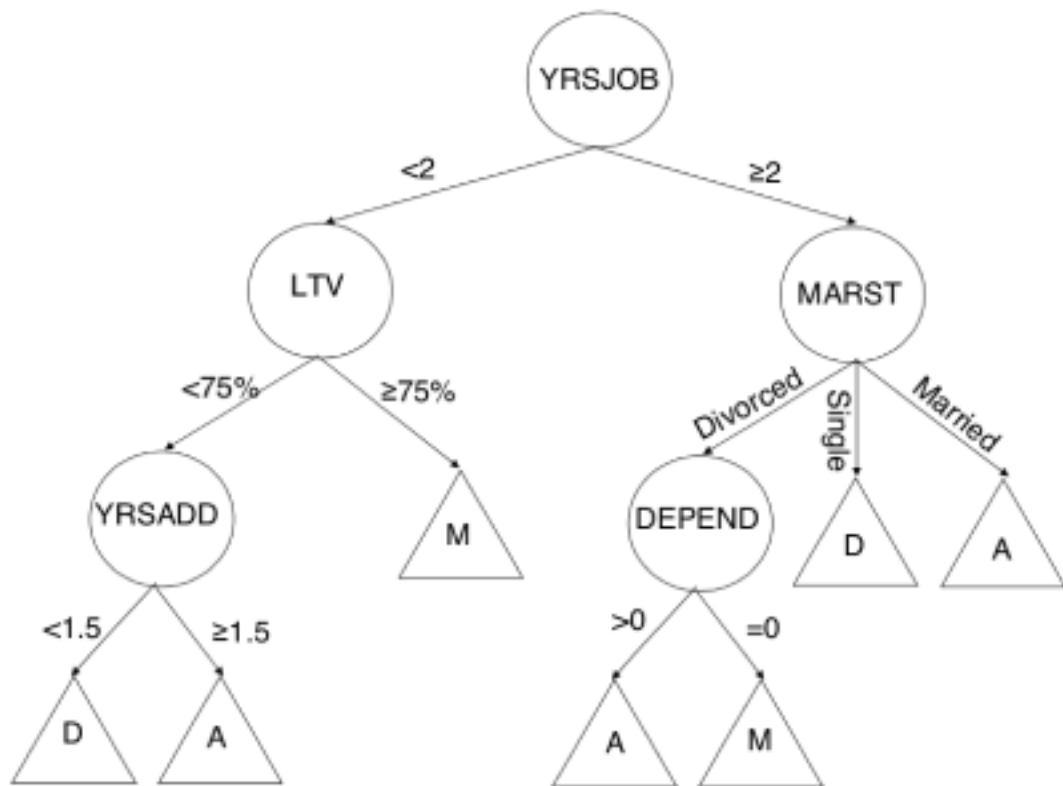 YRSJOB
<2
≥2
LTV
MARST
<75%
≥75%
Divorced
Single
Married
YRSADD
M
DEPEND
D
A
<1.5
≥1.5
>0
=0
D
A
A
M